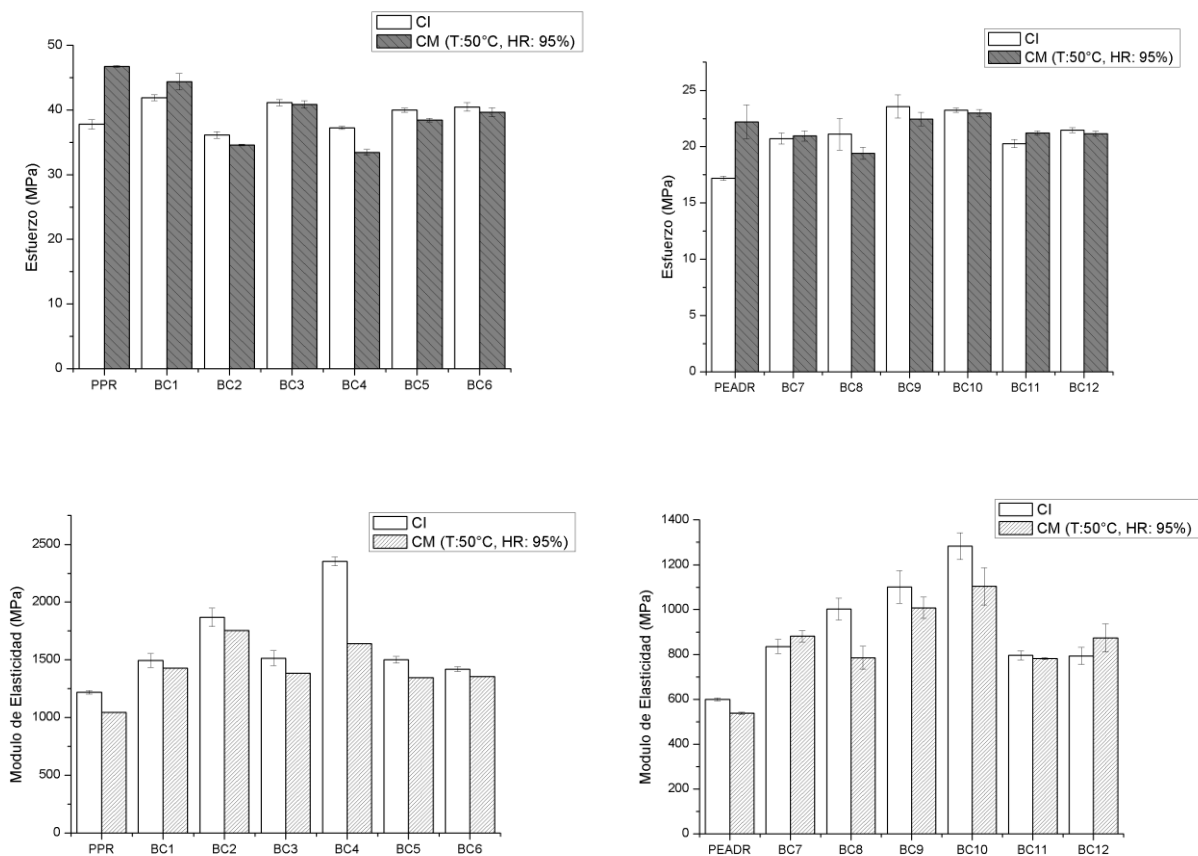 CI
CM (T:50°C, HR: 95%)
50
40
30
20
10
0
Esfuerzo (MPa)
PPR BC1 BC2 BC3 BC4 BC5 BC6
CI
CM (T:50°C, HR: 95%)
25
20
15
10
5
0
Esfuerzo (MPa)
PEADR BC7 BC8 BC9 BC10 BC11 BC12
CI
CM (T:50°C, HR: 95%)
2500
2000
1500
1000
500
0
Modulo de Elasticidad (MPa)
PPR BC1 BC2 BC3 BC4 BC5 BC6
CI
CM (T:50°C, HR: 95%)
1400
1200
1000
800
600
400
200
0
Modulo de Elasticidad (MPa)
PEADR BC7 BC8 BC9 BC10 BC11 BC12